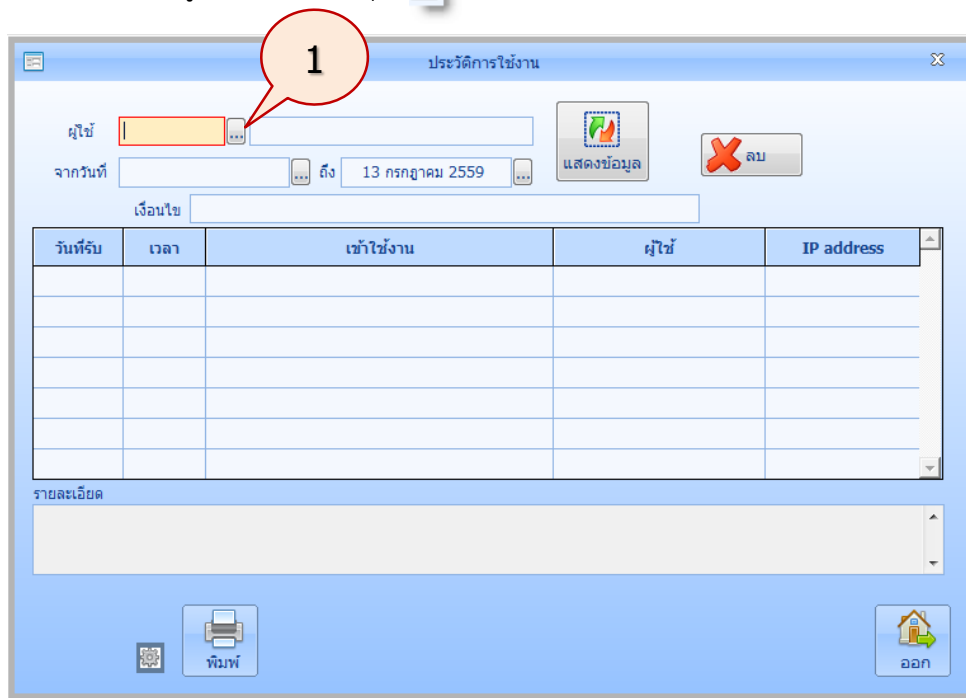 1
ประวัติการใช้งาน
ผู้ใช้ ...
แสดงข้อมูล
ลบ
จากวันที่ ... ถึง 13 กรกฎาคม 2559 ...
เงื่อนไข
วันที่รับ เวลา เข้าใช้งาน ผู้ใช้ IP address
รายละเอียด
พิมพ์
ออก